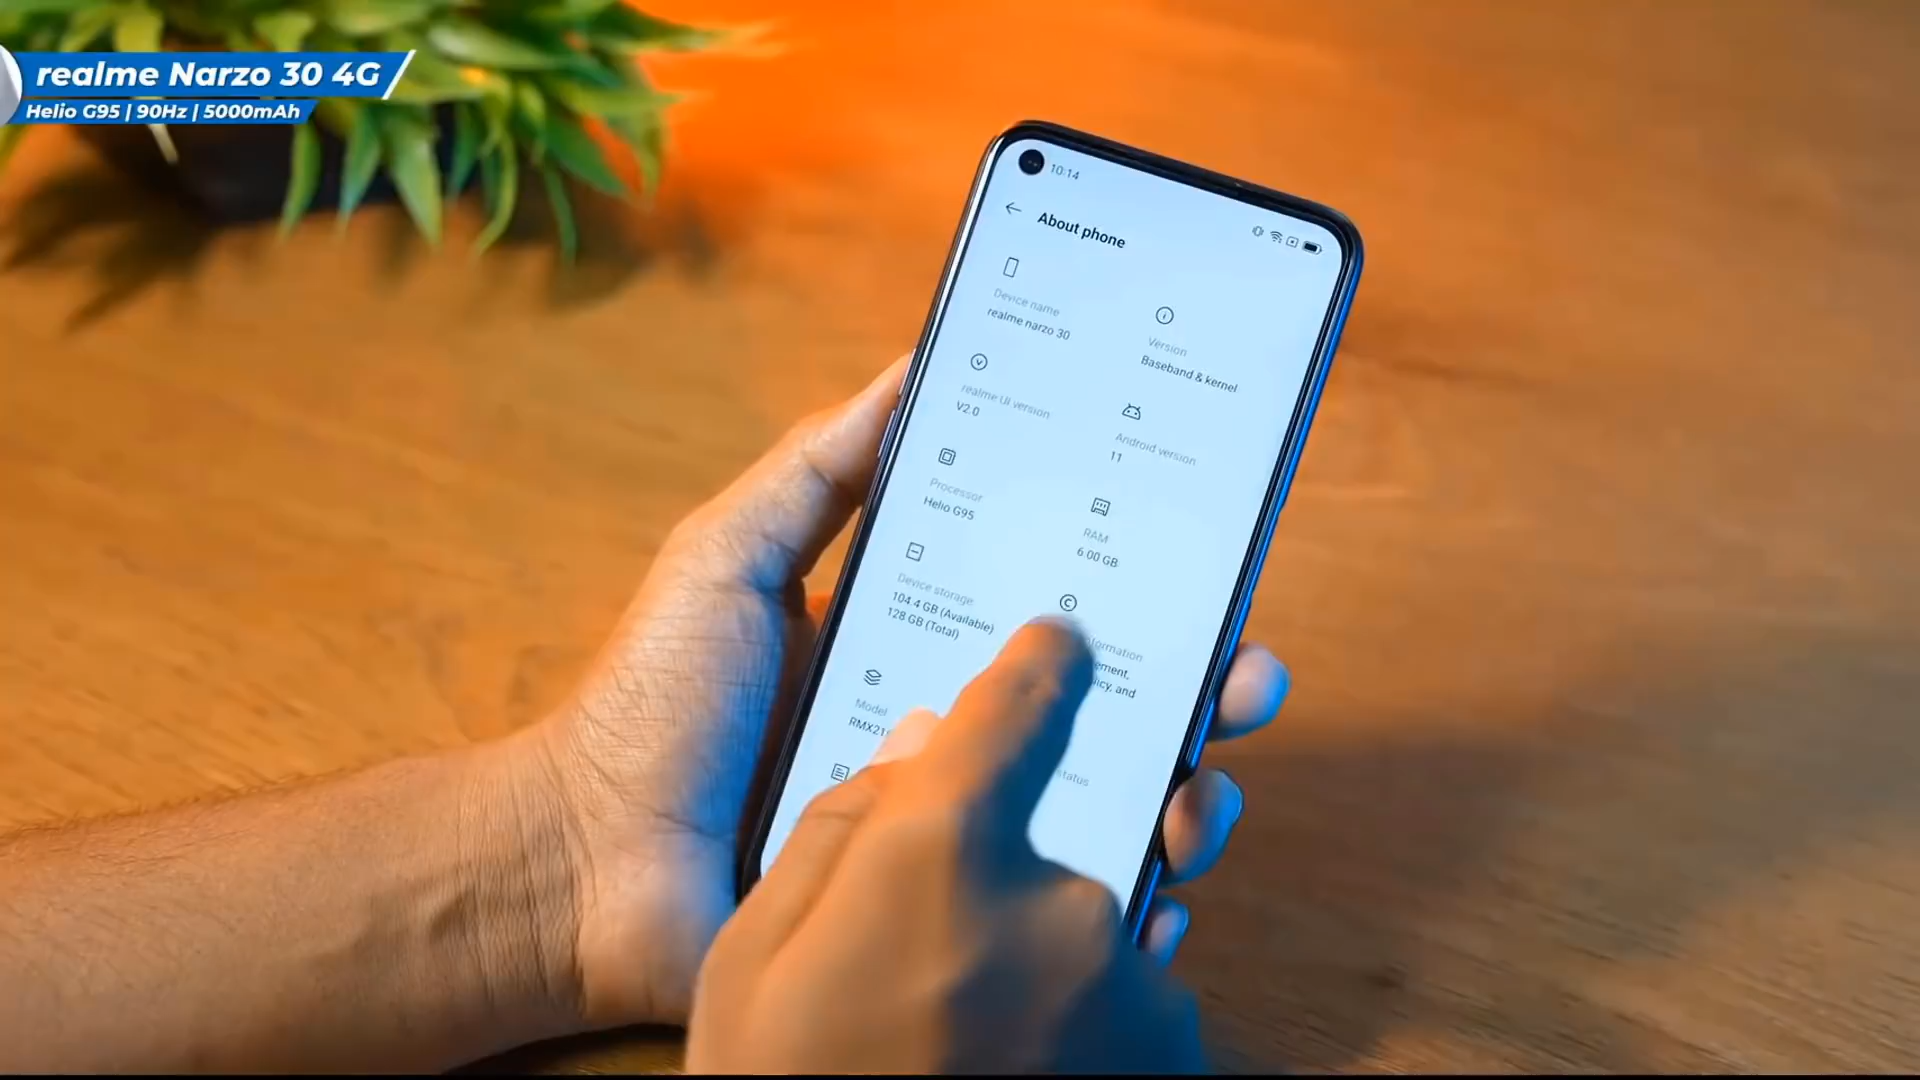 realme Narzo 30 4G
Helio G95 | 90Hz | 5000mAh
10:14
About phone
Device name
realme narzo 30
Version
Baseband & kernel
realme UI version
V2.0
Android version
11
Processor
Helio G95
RAM
6.00 GB
Device storage
104.4 GB (Available)
128 GB (Total)
and
Model
status